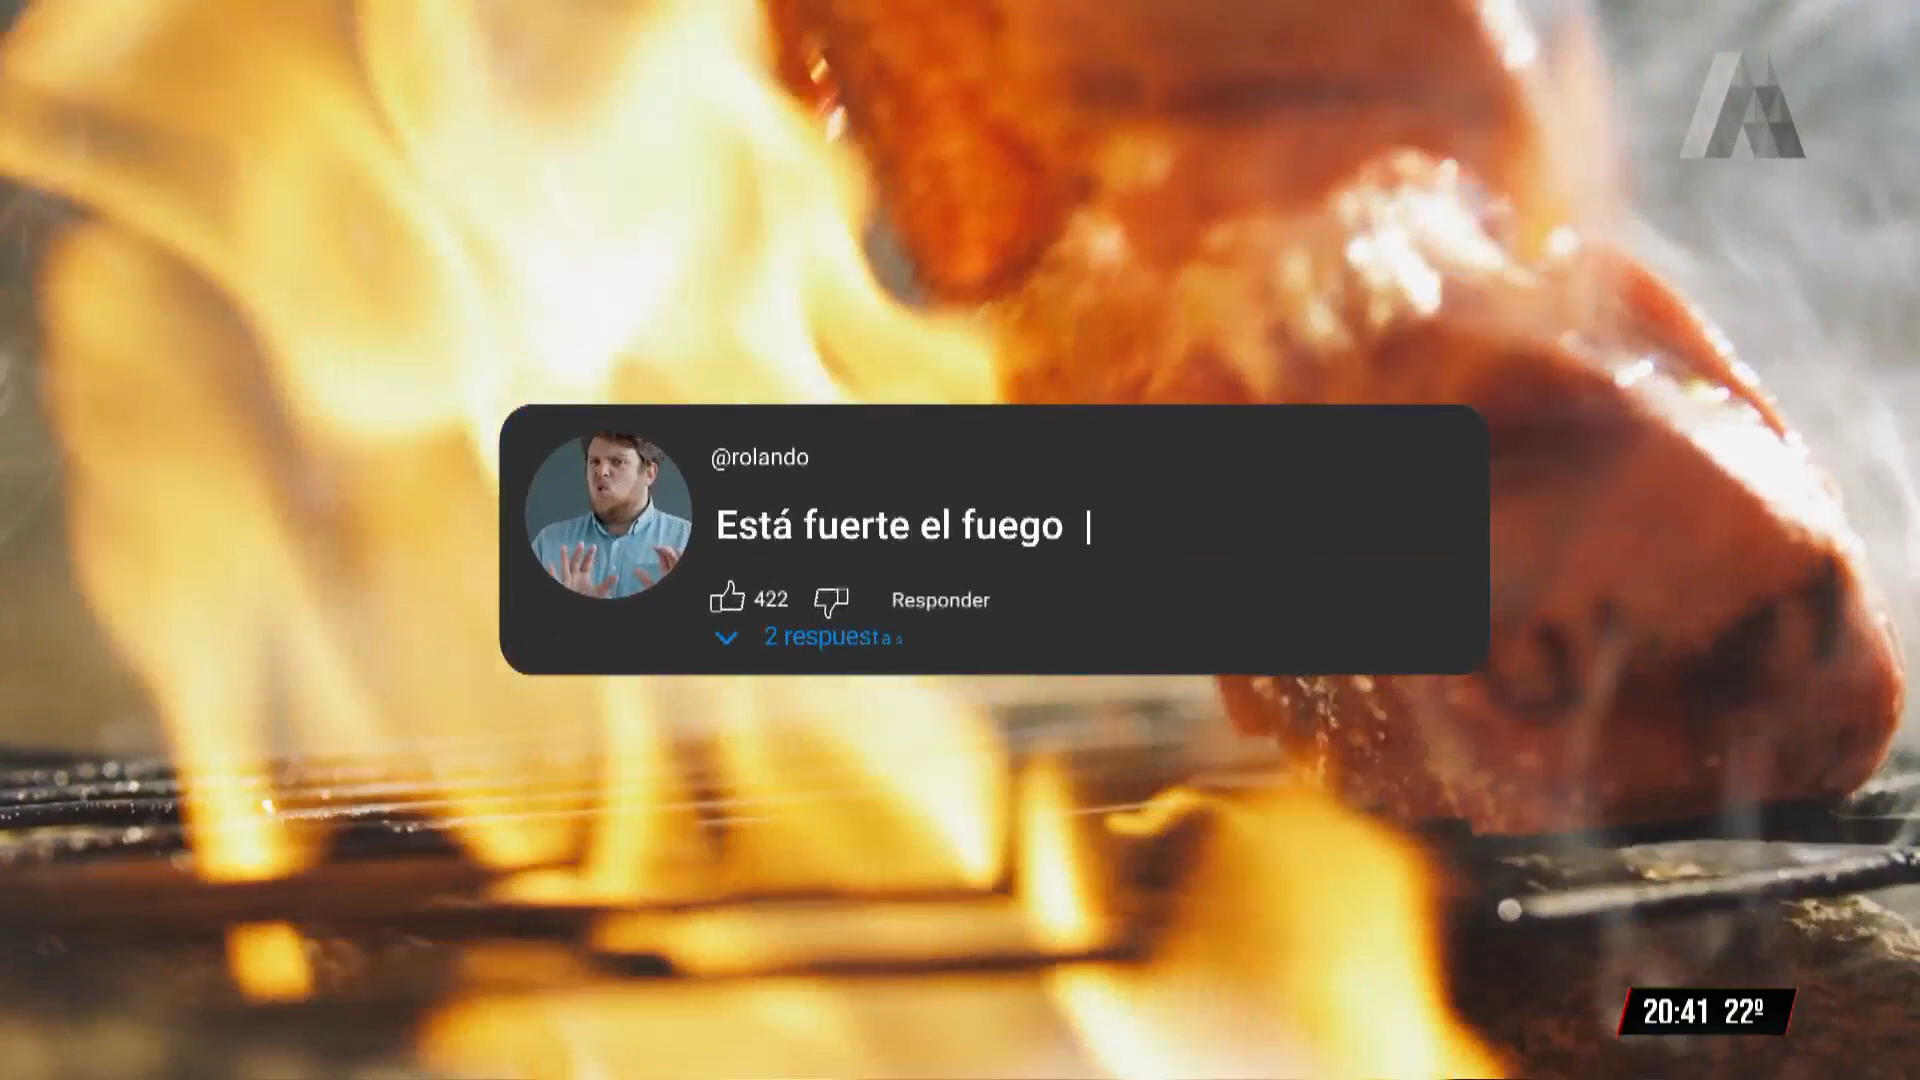 @rolando
Está fuerte el fuego |
422 Responder
2 respuestas
20:41 22º